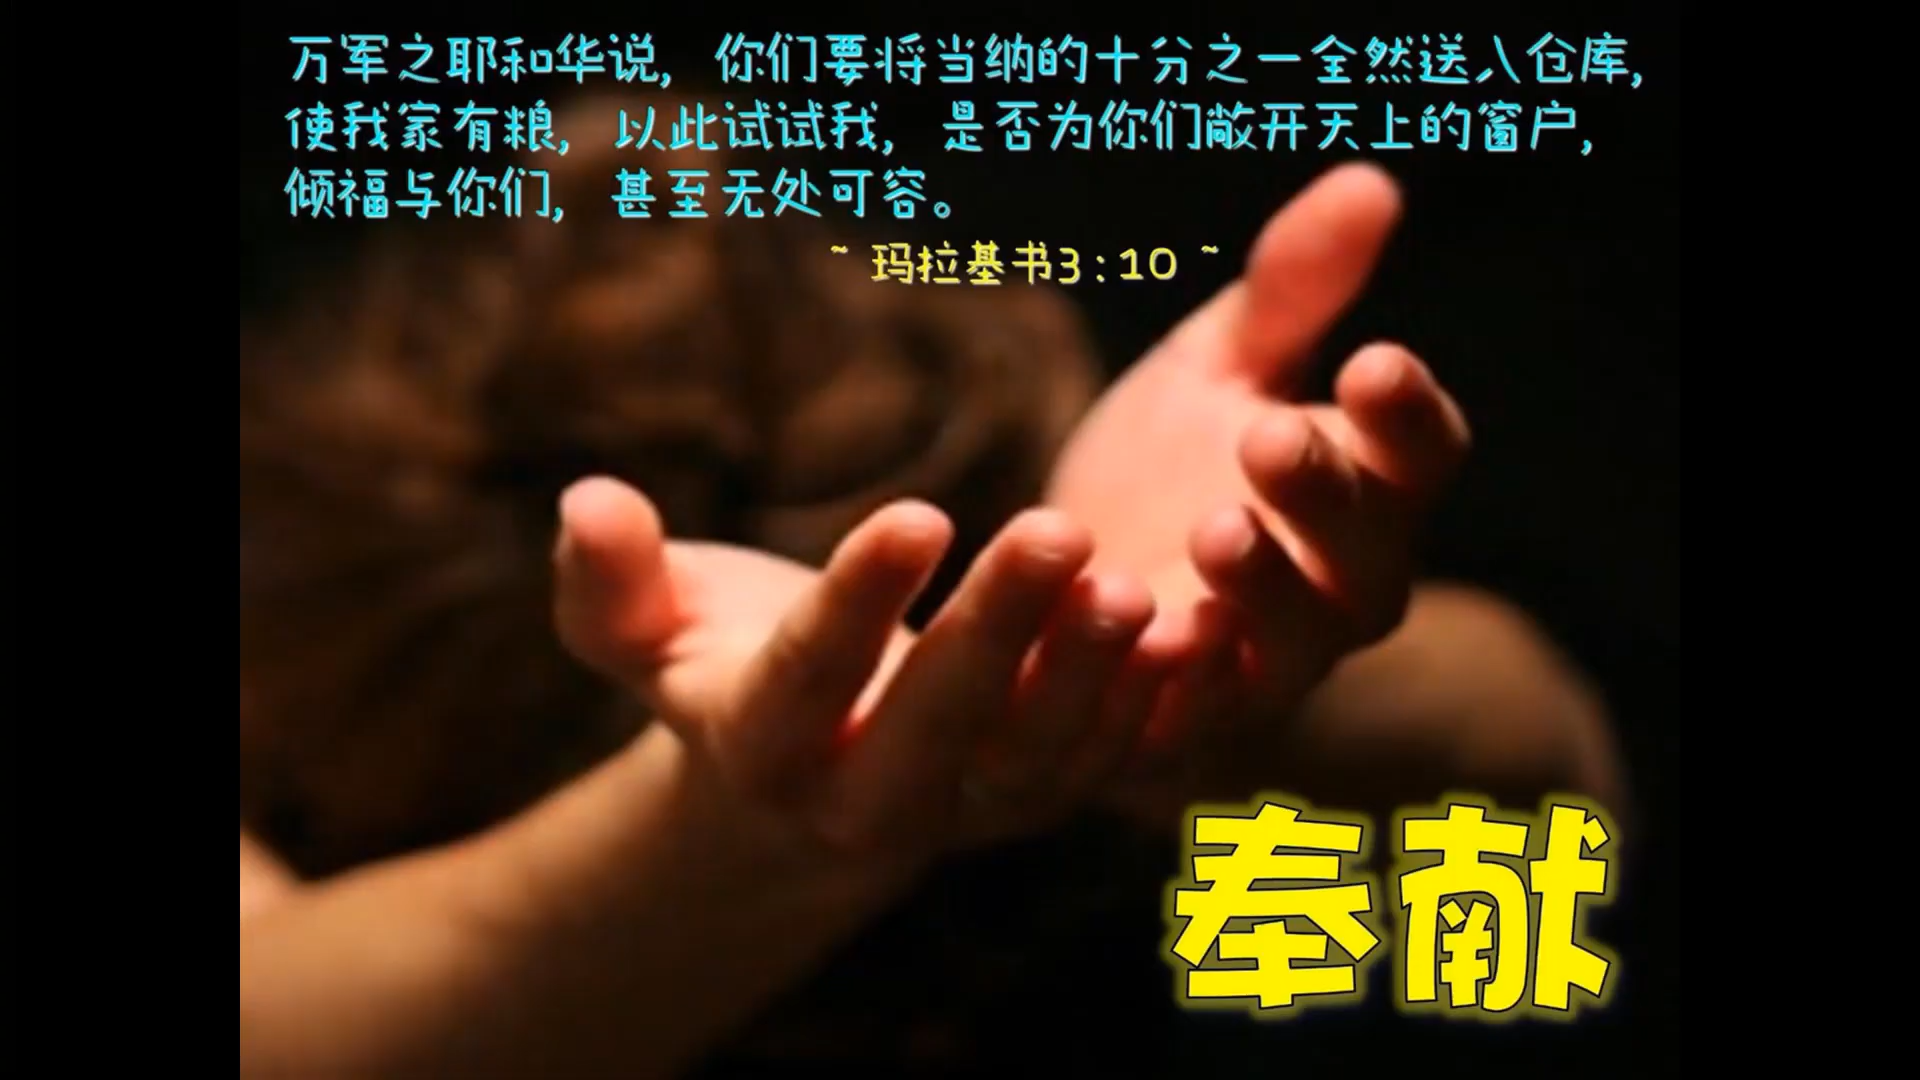 万军之耶和华说，你们要将当纳的十分之一全然送入仓库，
使我家有粮，以此试试我，是否为你们敞开天上的窗户，
倾福与你们，甚至无处可容。
~ 玛拉基书3:10 ~
奉献